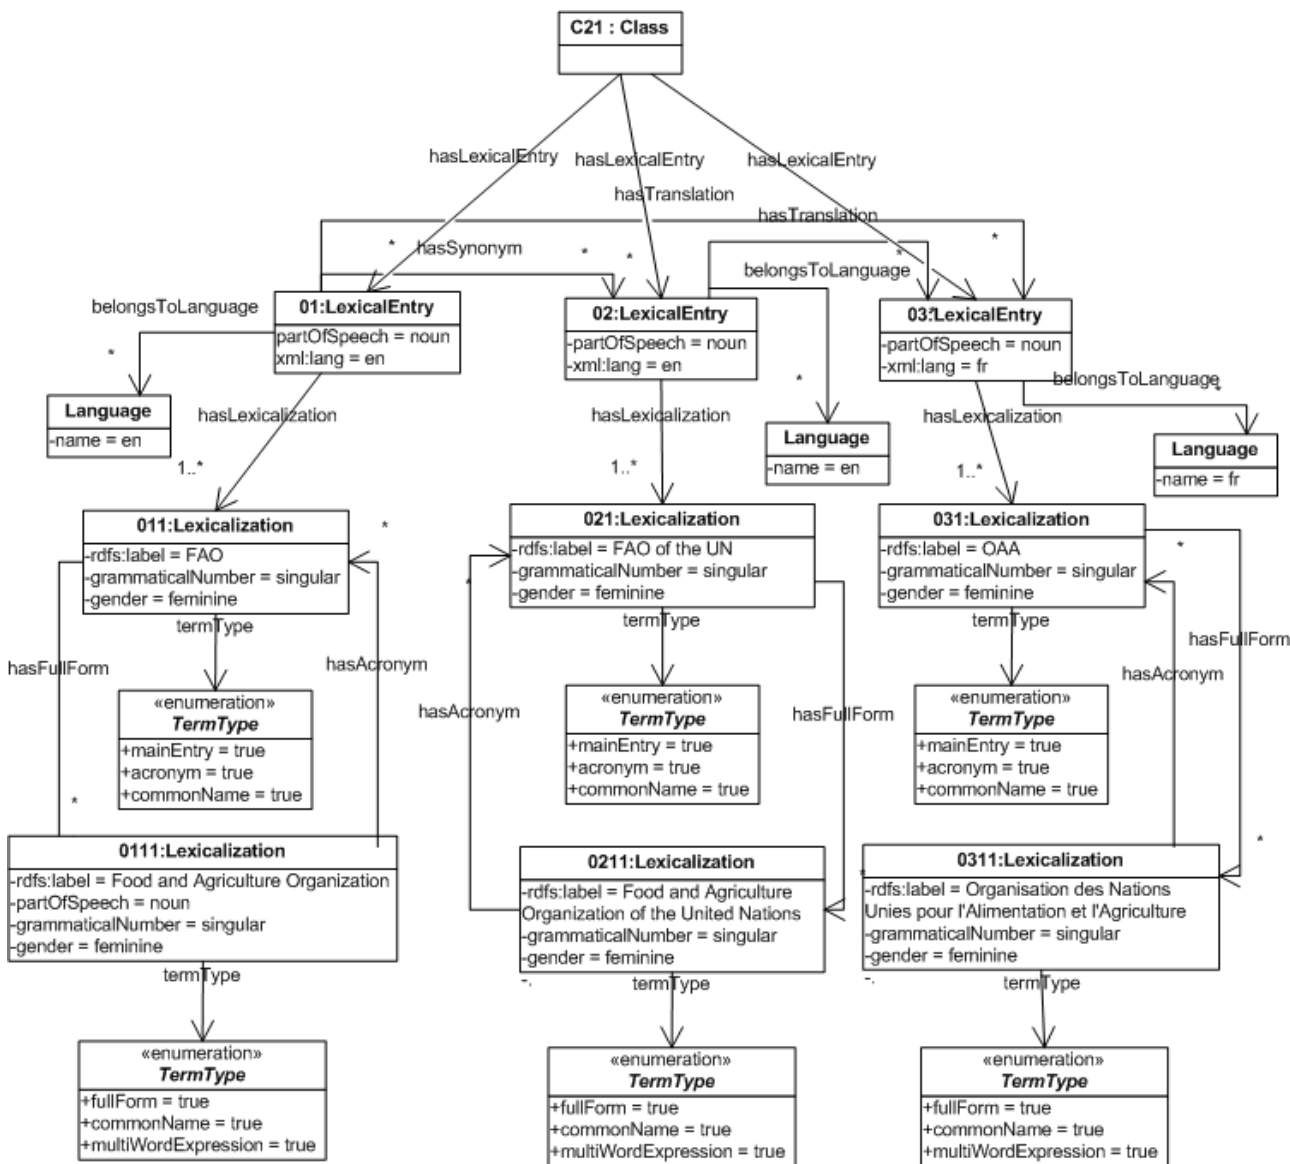 C21 : Class
hasLexicalEntry
hasLexicalEntry
hasLexicalEntry
hasTranslation
hasTranslation
*
hasSynonym
*
*
*
*
belongsToLanguage
belongsToLanguage
01:LexicalEntry
partOfSpeech = noun
xml:lang = en
02:LexicalEntry
-partOfSpeech = noun
-xml:lang = en
03:LexicalEntry
-partOfSpeech = noun
-xml:lang = fr
*
*
belongsToLanguage
*
Language
-name = en
hasLexicalization
hasLexicalization
hasLexicalization
Language
-name = en
Language
-name = fr
1..*
1..*
1..*
011:Lexicalization
-rdfs:label = FAO
-grammaticalNumber = singular
-gender = feminine
*
021:Lexicalization
-rdfs:label = FAO of the UN
-grammaticalNumber = singular
-gender = feminine
*
031:Lexicalization
-rdfs:label = OAA
-grammaticalNumber = singular
-gender = feminine
*
termType
termType
termType
hasFullForm
hasAcronym
hasAcronym
hasFullForm
hasAcronym
hasFullForm
«enumeration»
TermType
+mainEntry = true
+acronym = true
+commonName = true
«enumeration»
TermType
+mainEntry = true
+acronym = true
+commonName = true
«enumeration»
TermType
+mainEntry = true
+acronym = true
+commonName = true
*
*
*
0111:Lexicalization
-rdfs:label = Food and Agriculture Organization
-partOfSpeech = noun
-grammaticalNumber = singular
-gender = feminine
0211:Lexicalization
-rdfs:label = Food and Agriculture
Organization of the United Nations
-grammaticalNumber = singular
-gender = feminine
-.
0311:Lexicalization
-rdfs:label = Organisation des Nations
Unies pour l'Alimentation et l'Agriculture
-grammaticalNumber = singular
-gender = feminine
-.
termType
termType
termType
«enumeration»
TermType
+fullForm = true
+commonName = true
+multiWordExpression = true
«enumeration»
TermType
+fullForm = true
+commonName = true
+multiWordExpression = true
«enumeration»
TermType
+fullForm = true
+commonName = true
+multiWordExpression = true